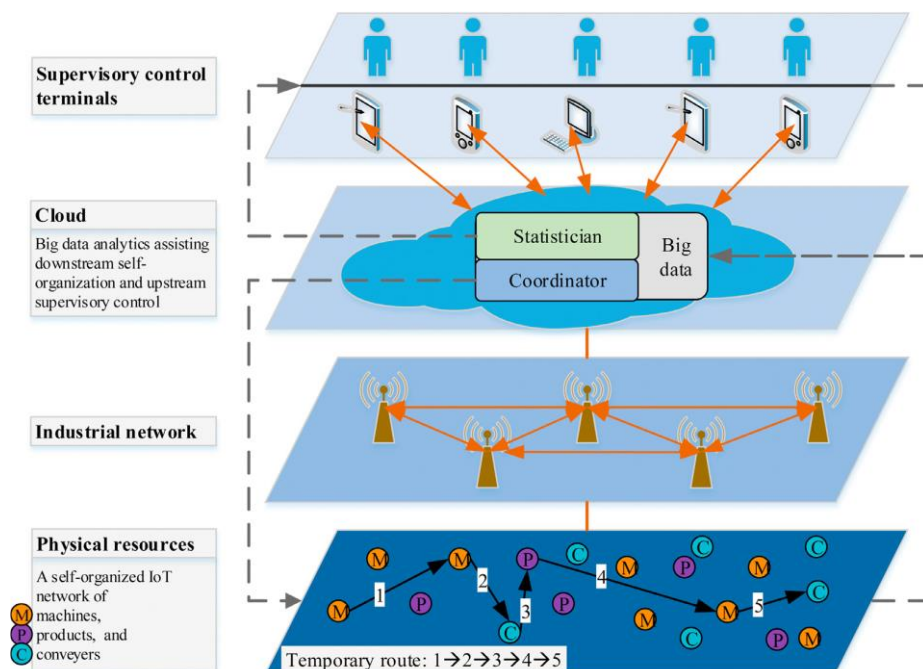 Supervisory control
terminals
Cloud
Big data analytics assisting
downstream self-
organization and upstream
supervisory control
Statistician
Coordinator
Big
data
Industrial network
Physical resources
A self-organized IoT
network of
M machines,
P products, and
C conveyers
M
M
P
C
M
P
C
M
C
M
1
2
3
4
5
P
P
C
M
M
C
C
P
M
Temporary route: 1→2→3→4→5